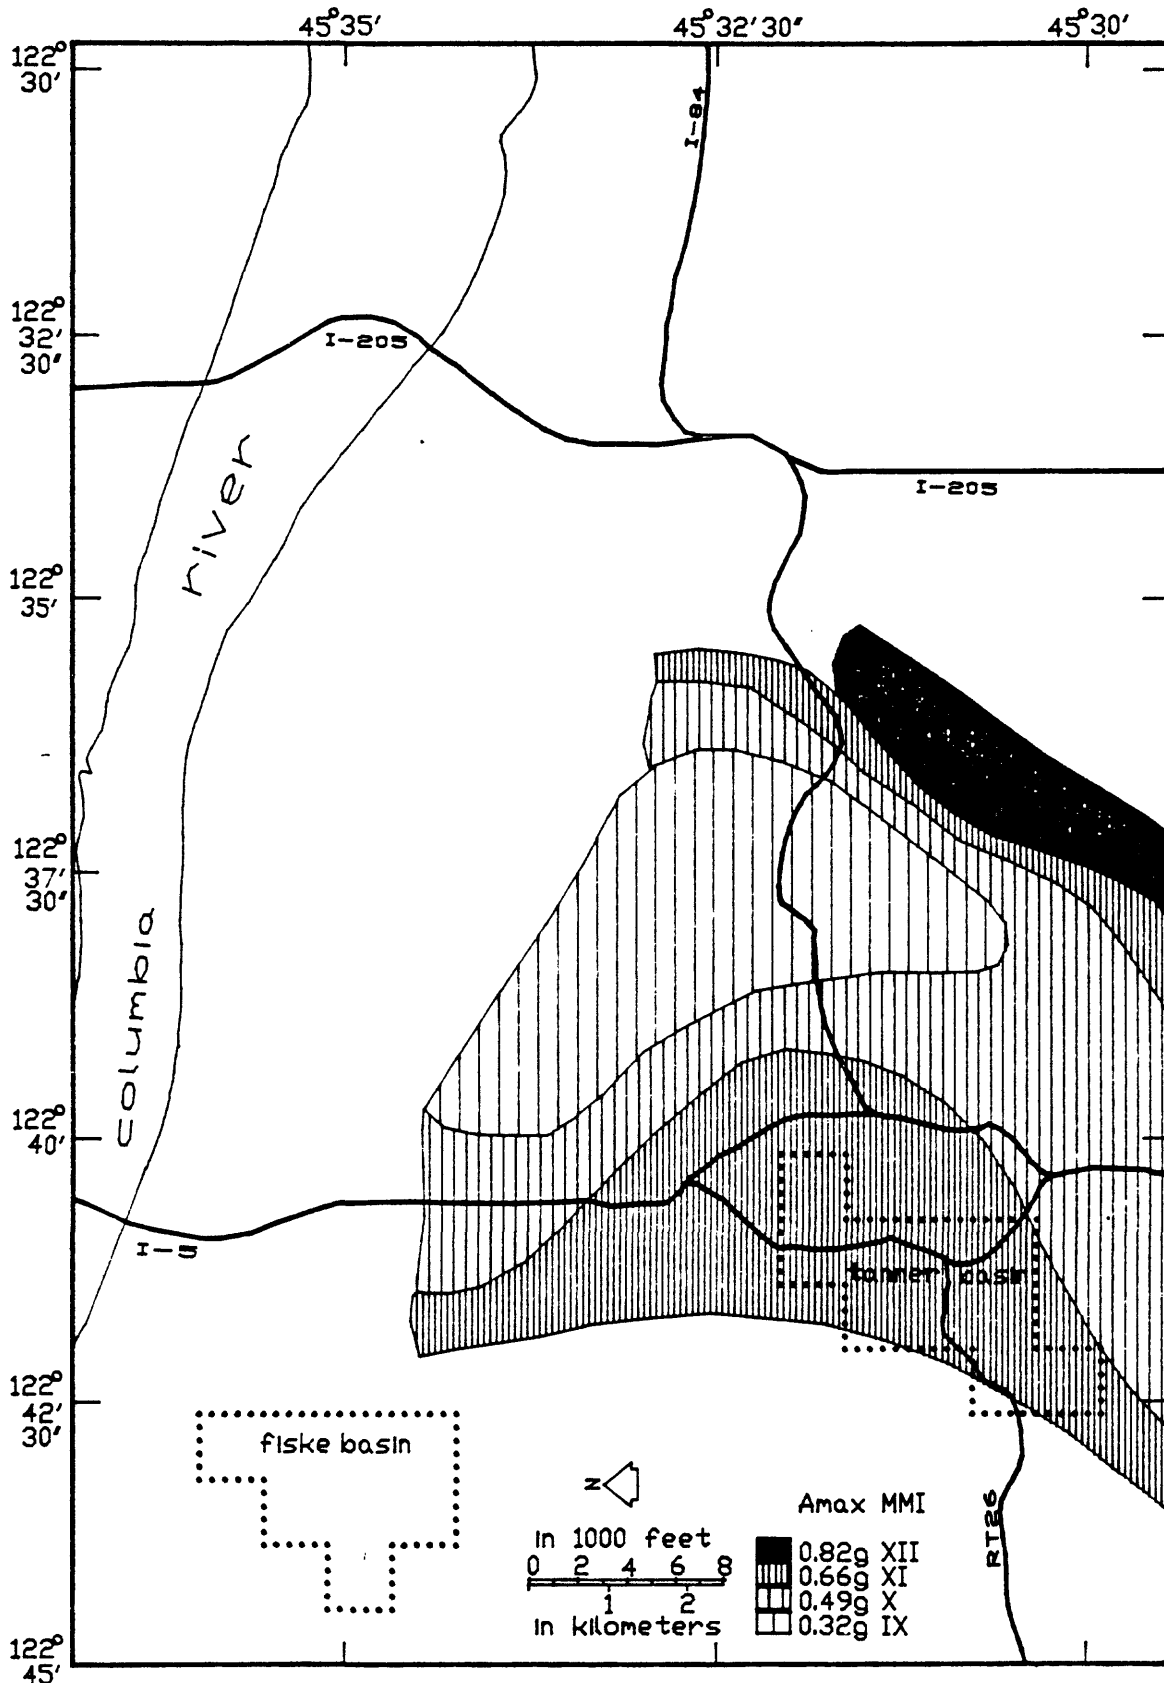 45° 35′
45° 32′ 30″
45° 30′
122° 30′
I-84
122° 32′ 30″
I-205
river
I-205
122° 35′
122° 37′ 30″
columbia
122° 40′
I-5
tanner basin
122° 42′ 30″
fiske basin
N
Amax MMI
In 1000 feet
0 2 4 6 8
1 2
In kilometers
0.82g XII
0.66g XI
0.49g X
0.32g IX
RT26
122° 45′